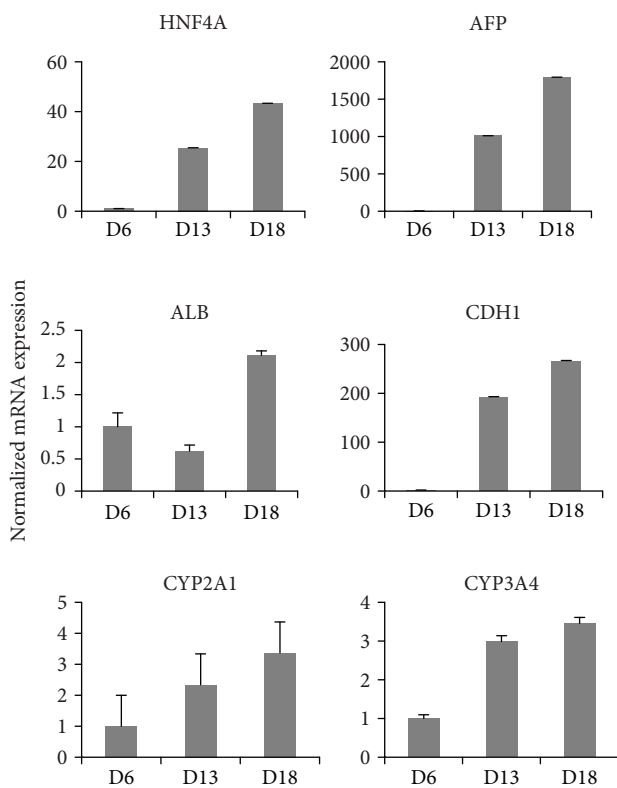 HNF4A
60
40
20
0
D6 D13 D18
AFP
2000
1500
1000
500
0
D6 D13 D18
Normalized mRNA expression
ALB
2.5
2
1.5
1
0.5
0
D6 D13 D18
CDH1
300
200
100
0
D6 D13 D18
CYP2A1
5
4
3
2
1
0
D6 D13 D18
CYP3A4
4
3
2
1
0
D6 D13 D18